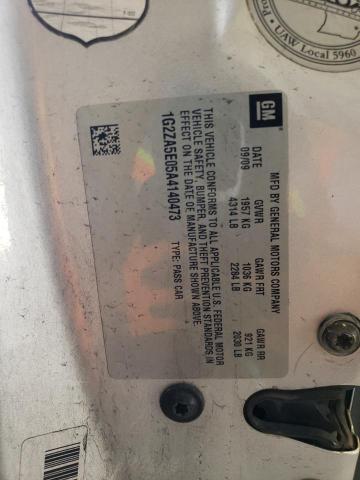 GM
MFD BY GENERAL MOTORS COMPANY
DATE GVWR GAWR FRT GAWR RR
09/09 1957 KG 1036 KG 921 KG
4314 LB 2284 LB 2030 LB
THIS VEHICLE CONFORMS TO ALL APPLICABLE U.S. FEDERAL MOTOR
VEHICLE SAFETY, BUMPER, AND THEFT PREVENTION STANDARDS IN
EFFECT ON THE DATE OF MANUFACTURE SHOWN ABOVE.
1G2ZA5E05A4140473 TYPE: PASS CAR
UAW Local 5960